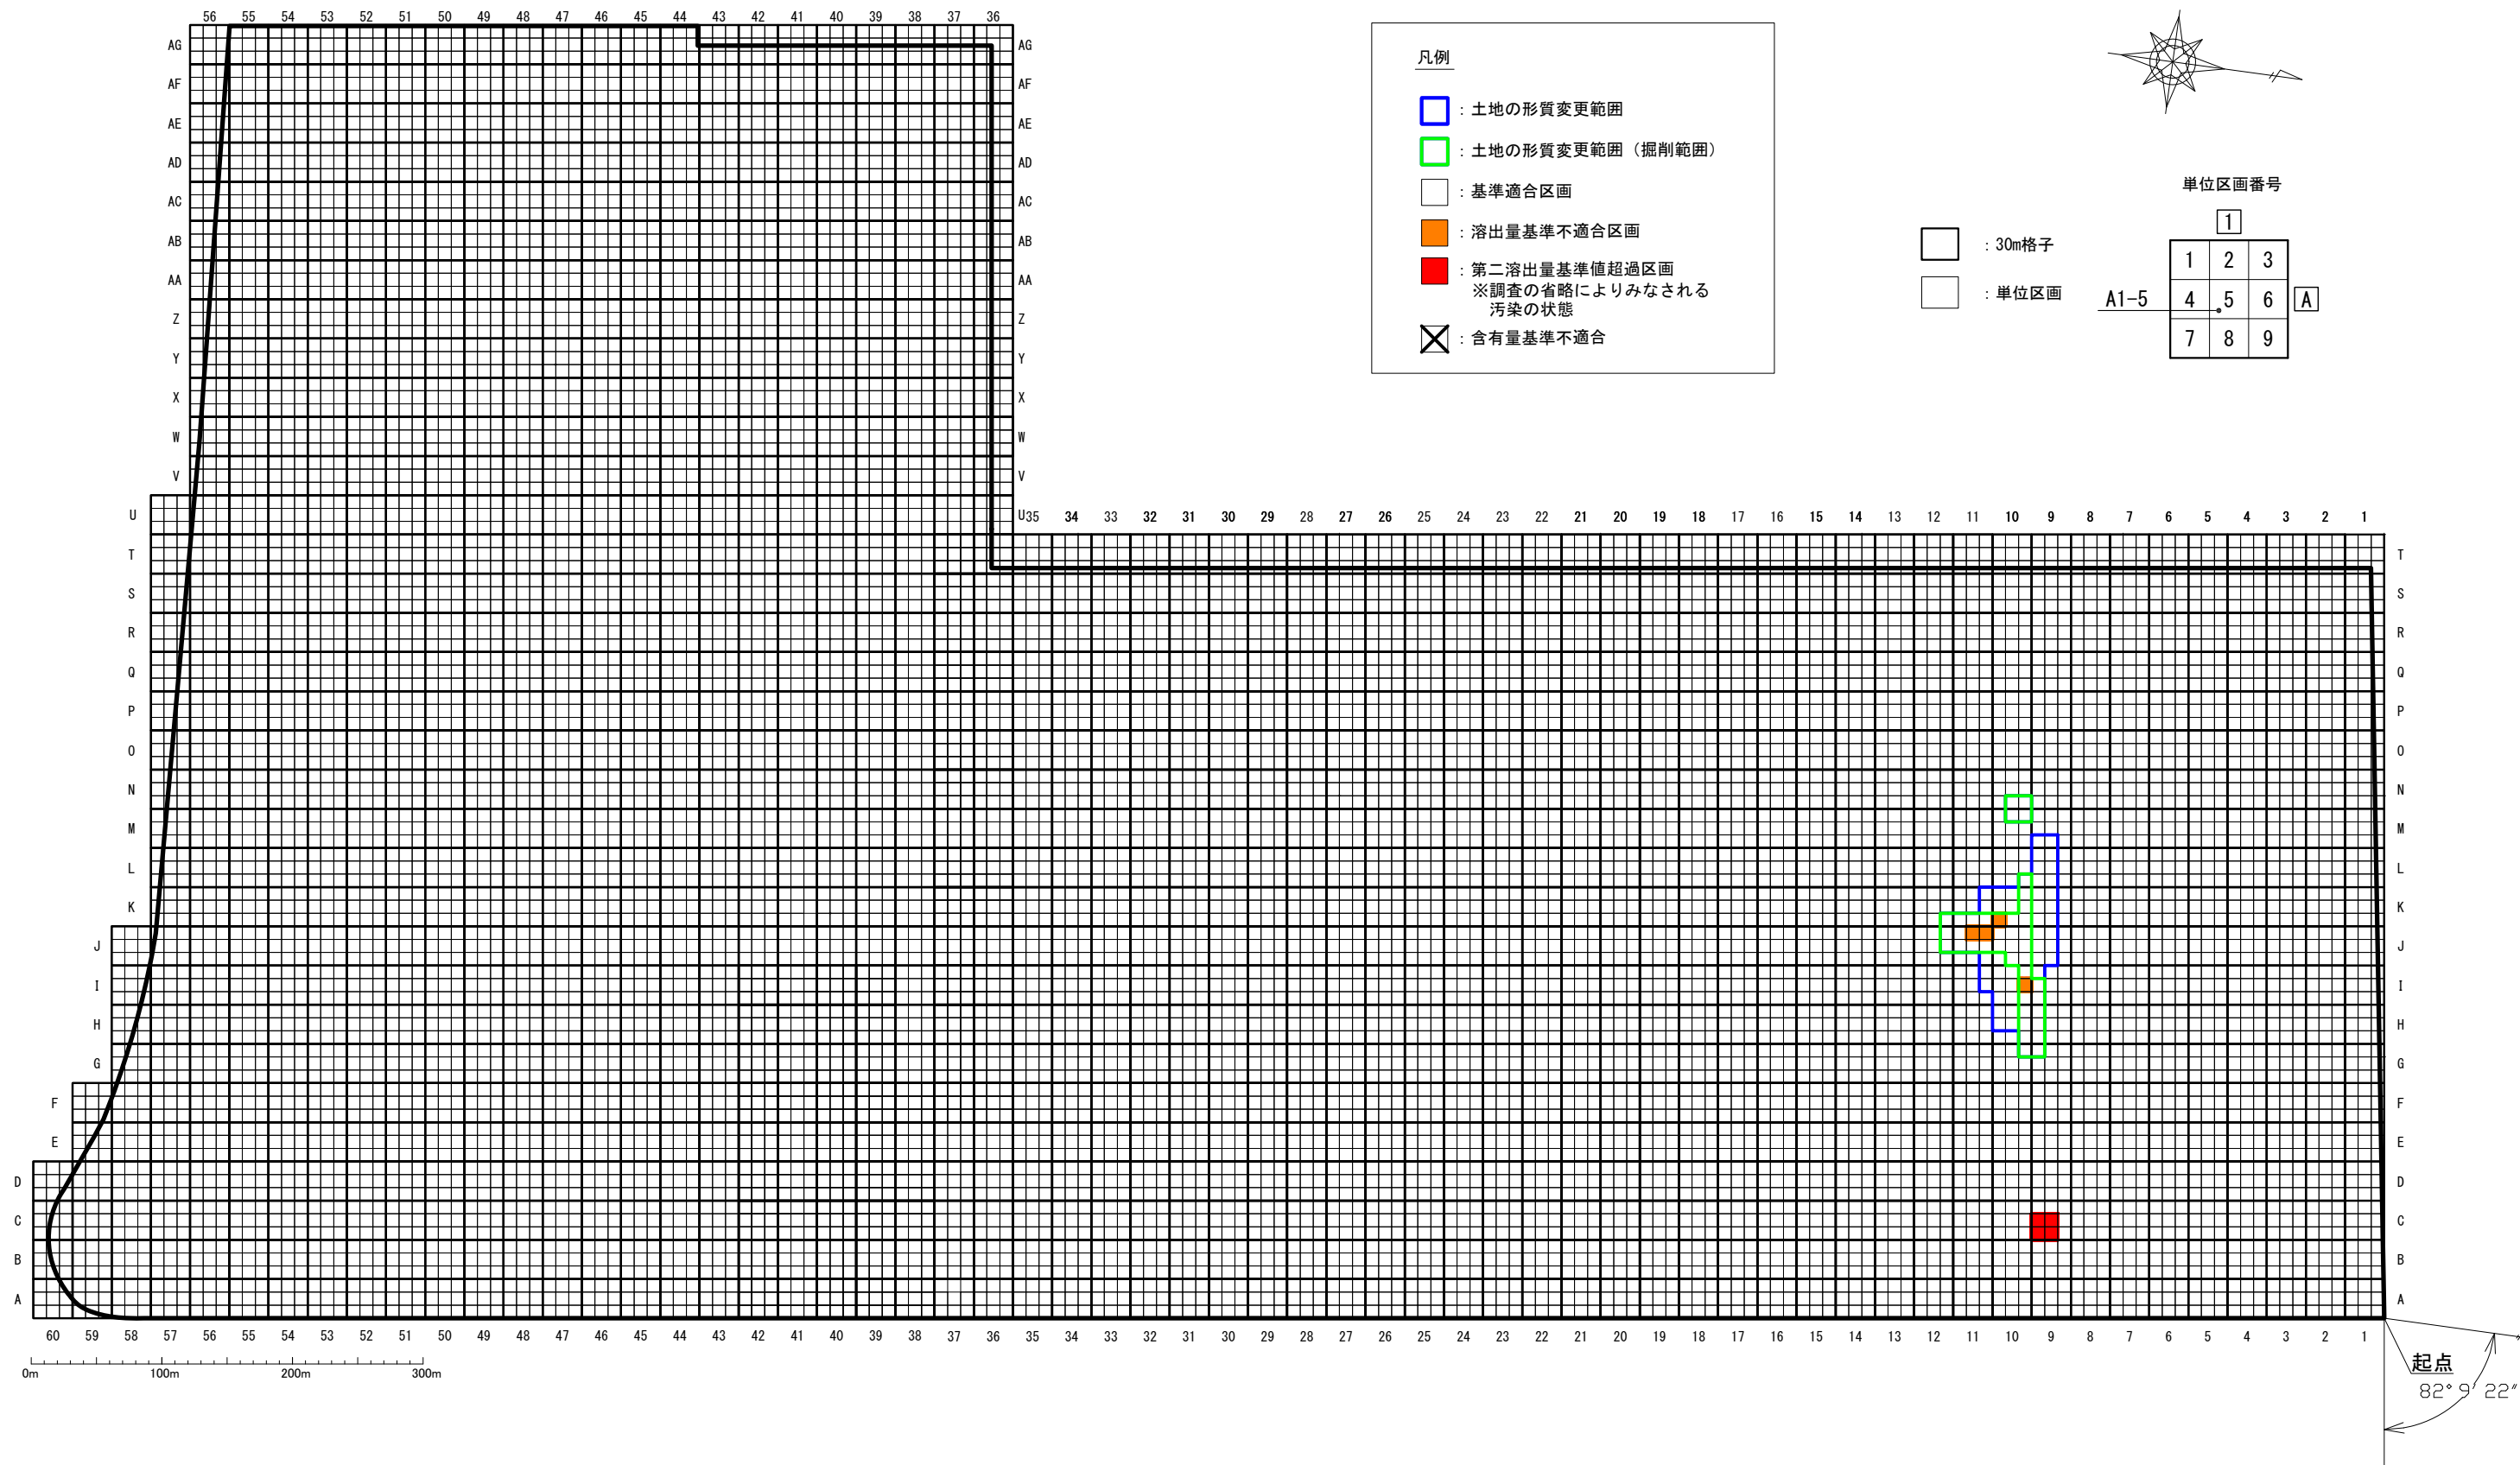 56 55 54 53 52 51 50 49 48 47 46 45 44 43 42 41 40 39 38 37 36
AG AG
AF AF
AE AE
AD AD
AC AC
AB AB
AA AA
Z Z
Y Y
X X
W W
V V
U U 35 34 33 32 31 30 29 28 27 26 25 24 23 22 21 20 19 18 17 16 15 14 13 12 11 10 9 8 7 6 5 4 3 2 1
T T
S S
R R
Q Q
P P
O O
N N
M M
L L
K K
J J
I I
H H
G G
F F
E E
D D
C C
B B
A A
60 59 58 57 56 55 54 53 52 51 50 49 48 47 46 45 44 43 42 41 40 39 38 37 36 35 34 33 32 31 30 29 28 27 26 25 24 23 22 21 20 19 18 17 16 15 14 13 12 11 10 9 8 7 6 5 4 3 2 1
0m 100m 200m 300m
凡例
：土地の形質変更範囲
：土地の形質変更範囲（掘削範囲）
：基準適合区画
：溶出量基準不適合区画
：第二溶出量基準値超過区画
※調査の省略によりみなされる
汚染の状態
：含有量基準不適合
：30m格子
：単位区画
単位区画番号
1
1 2 3
A1-5 4 5 6 A
7 8 9
起点
82°9′22″